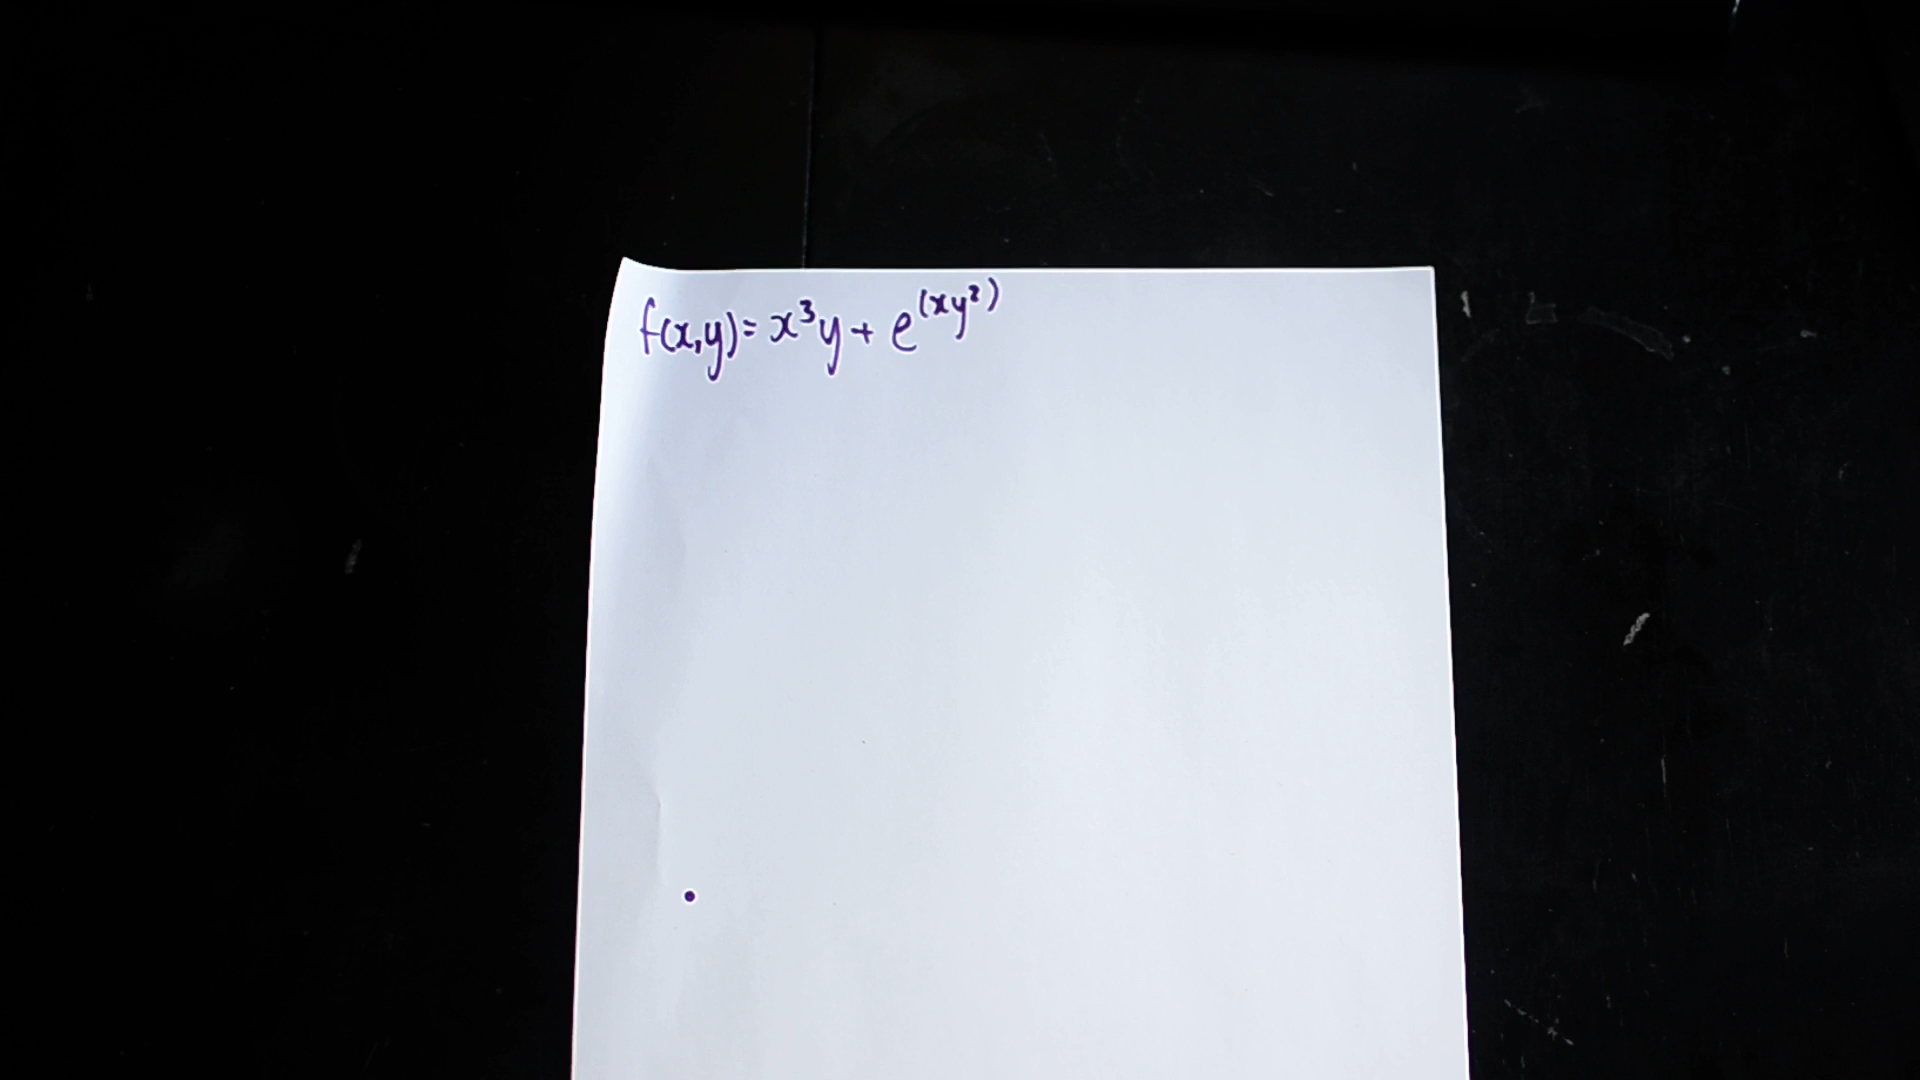 f(x,y)= x³y + e^(xy²)